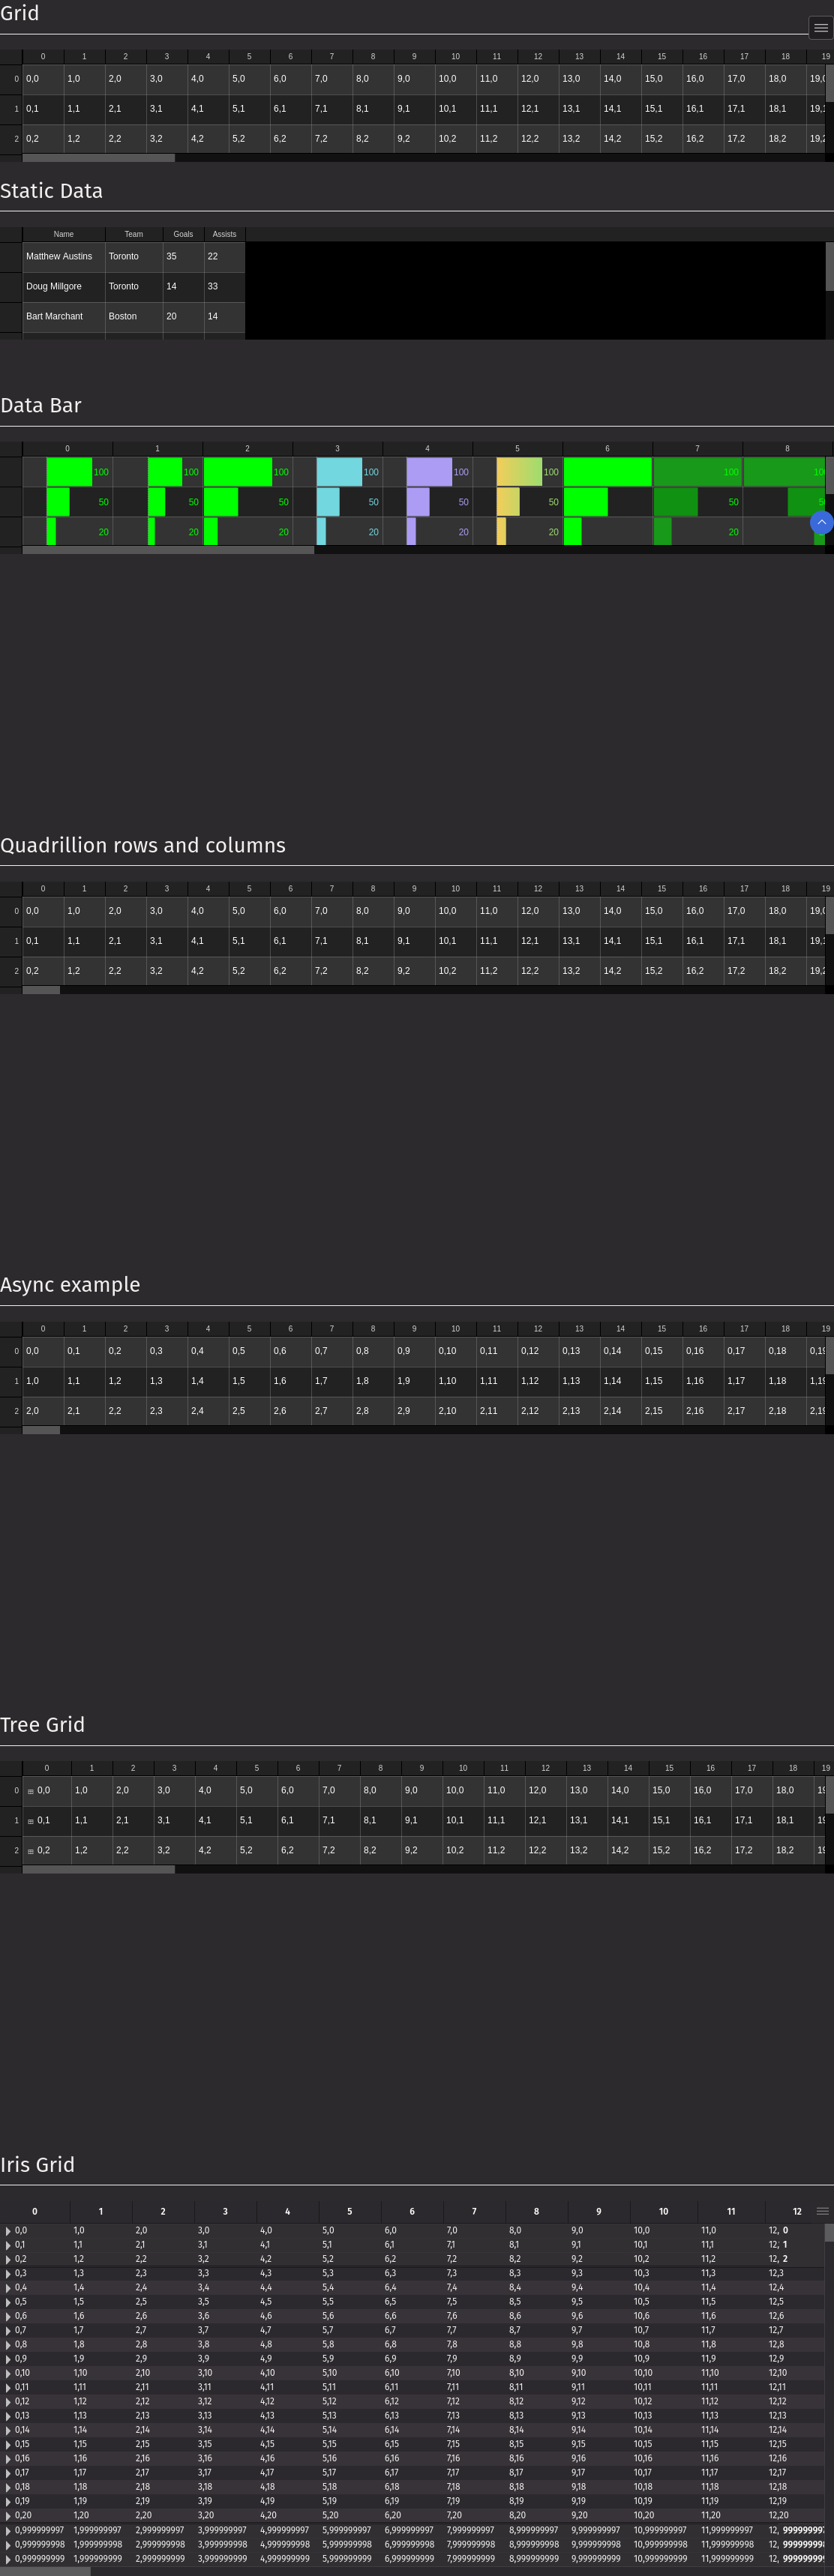 Grid
0 1 2 3 4 5 6 7 8 9 10 11 12 13 14 15 16 17 18 19
0 0,0 1,0 2,0 3,0 4,0 5,0 6,0 7,0 8,0 9,0 10,0 11,0 12,0 13,0 14,0 15,0 16,0 17,0 18,0 19,0
1 0,1 1,1 2,1 3,1 4,1 5,1 6,1 7,1 8,1 9,1 10,1 11,1 12,1 13,1 14,1 15,1 16,1 17,1 18,1 19,1
2 0,2 1,2 2,2 3,2 4,2 5,2 6,2 7,2 8,2 9,2 10,2 11,2 12,2 13,2 14,2 15,2 16,2 17,2 18,2 19,2
Static Data
Name Team Goals Assists
Matthew Austins Toronto 35 22
Doug Millgore Toronto 14 33
Bart Marchant Boston 20 14
Data Bar
0 1 2 3 4 5 6 7 8
100 100 100 100 100 100 100 100
50 50 50 50 50 50 50 50
20 20 20 20 20 20 20
Quadrillion rows and columns
0 1 2 3 4 5 6 7 8 9 10 11 12 13 14 15 16 17 18 19
0 0,0 1,0 2,0 3,0 4,0 5,0 6,0 7,0 8,0 9,0 10,0 11,0 12,0 13,0 14,0 15,0 16,0 17,0 18,0 19,0
1 0,1 1,1 2,1 3,1 4,1 5,1 6,1 7,1 8,1 9,1 10,1 11,1 12,1 13,1 14,1 15,1 16,1 17,1 18,1 19,1
2 0,2 1,2 2,2 3,2 4,2 5,2 6,2 7,2 8,2 9,2 10,2 11,2 12,2 13,2 14,2 15,2 16,2 17,2 18,2 19,2
Async example
0 1 2 3 4 5 6 7 8 9 10 11 12 13 14 15 16 17 18 19
0 0,0 0,1 0,2 0,3 0,4 0,5 0,6 0,7 0,8 0,9 0,10 0,11 0,12 0,13 0,14 0,15 0,16 0,17 0,18 0,19
1 1,0 1,1 1,2 1,3 1,4 1,5 1,6 1,7 1,8 1,9 1,10 1,11 1,12 1,13 1,14 1,15 1,16 1,17 1,18 1,19
2 2,0 2,1 2,2 2,3 2,4 2,5 2,6 2,7 2,8 2,9 2,10 2,11 2,12 2,13 2,14 2,15 2,16 2,17 2,18 2,19
Tree Grid
0 1 2 3 4 5 6 7 8 9 10 11 12 13 14 15 16 17 18 19
0 0,0 1,0 2,0 3,0 4,0 5,0 6,0 7,0 8,0 9,0 10,0 11,0 12,0 13,0 14,0 15,0 16,0 17,0 18,0 19
1 0,1 1,1 2,1 3,1 4,1 5,1 6,1 7,1 8,1 9,1 10,1 11,1 12,1 13,1 14,1 15,1 16,1 17,1 18,1 19
2 0,2 1,2 2,2 3,2 4,2 5,2 6,2 7,2 8,2 9,2 10,2 11,2 12,2 13,2 14,2 15,2 16,2 17,2 18,2 19
Iris Grid
0 1 2 3 4 5 6 7 8 9 10 11 12
0,0 1,0 2,0 3,0 4,0 5,0 6,0 7,0 8,0 9,0 10,0 11,0 12, 0
0,1 1,1 2,1 3,1 4,1 5,1 6,1 7,1 8,1 9,1 10,1 11,1 12, 1
0,2 1,2 2,2 3,2 4,2 5,2 6,2 7,2 8,2 9,2 10,2 11,2 12, 2
0,3 1,3 2,3 3,3 4,3 5,3 6,3 7,3 8,3 9,3 10,3 11,3 12,3
0,4 1,4 2,4 3,4 4,4 5,4 6,4 7,4 8,4 9,4 10,4 11,4 12,4
0,5 1,5 2,5 3,5 4,5 5,5 6,5 7,5 8,5 9,5 10,5 11,5 12,5
0,6 1,6 2,6 3,6 4,6 5,6 6,6 7,6 8,6 9,6 10,6 11,6 12,6
0,7 1,7 2,7 3,7 4,7 5,7 6,7 7,7 8,7 9,7 10,7 11,7 12,7
0,8 1,8 2,8 3,8 4,8 5,8 6,8 7,8 8,8 9,8 10,8 11,8 12,8
0,9 1,9 2,9 3,9 4,9 5,9 6,9 7,9 8,9 9,9 10,9 11,9 12,9
0,10 1,10 2,10 3,10 4,10 5,10 6,10 7,10 8,10 9,10 10,10 11,10 12,10
0,11 1,11 2,11 3,11 4,11 5,11 6,11 7,11 8,11 9,11 10,11 11,11 12,11
0,12 1,12 2,12 3,12 4,12 5,12 6,12 7,12 8,12 9,12 10,12 11,12 12,12
0,13 1,13 2,13 3,13 4,13 5,13 6,13 7,13 8,13 9,13 10,13 11,13 12,13
0,14 1,14 2,14 3,14 4,14 5,14 6,14 7,14 8,14 9,14 10,14 11,14 12,14
0,15 1,15 2,15 3,15 4,15 5,15 6,15 7,15 8,15 9,15 10,15 11,15 12,15
0,16 1,16 2,16 3,16 4,16 5,16 6,16 7,16 8,16 9,16 10,16 11,16 12,16
0,17 1,17 2,17 3,17 4,17 5,17 6,17 7,17 8,17 9,17 10,17 11,17 12,17
0,18 1,18 2,18 3,18 4,18 5,18 6,18 7,18 8,18 9,18 10,18 11,18 12,18
0,19 1,19 2,19 3,19 4,19 5,19 6,19 7,19 8,19 9,19 10,19 11,19 12,19
0,20 1,20 2,20 3,20 4,20 5,20 6,20 7,20 8,20 9,20 10,20 11,20 12,20
0,999999997 1,999999997 2,999999997 3,999999997 4,999999997 5,999999997 6,999999997 7,999999997 8,999999997 9,999999997 10,999999997 11,999999997 12, 999999997
0,999999998 1,999999998 2,999999998 3,999999998 4,999999998 5,999999998 6,999999998 7,999999998 8,999999998 9,999999998 10,999999998 11,999999998 12, 999999998
0,999999999 1,999999999 2,999999999 3,999999999 4,999999999 5,999999999 6,999999999 7,999999999 8,999999999 9,999999999 10,999999999 11,999999999 12, 999999999